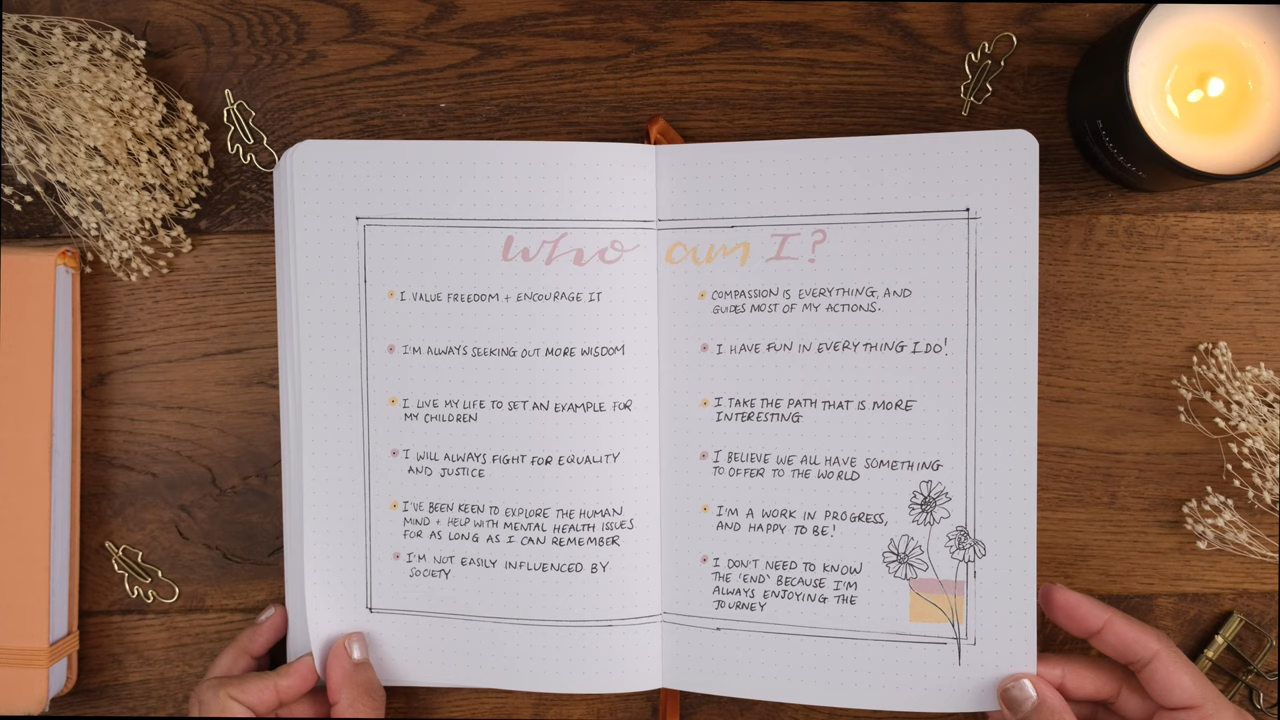 who am I?
I VALUE FREEDOM + ENCOURAGE IT
I'M ALWAYS SEEKING OUT MORE WISDOM
I LIVE MY LIFE TO SET AN EXAMPLE FOR
MY CHILDREN
I WILL ALWAYS FIGHT FOR EQUALITY
AND JUSTICE
I'VE BEEN KEEN TO EXPLORE THE HUMAN
MIND + HELP WITH MENTAL HEALTH ISSUES
FOR AS LONG AS I CAN REMEMBER
I'M NOT EASILY INFLUENCED BY
SOCIETY
COMPASSION IS EVERYTHING, AND
GUIDES MOST OF MY ACTIONS.
I HAVE FUN IN EVERYTHING I DO!
I TAKE THE PATH THAT IS MORE
INTERESTING
I BELIEVE WE ALL HAVE SOMETHING
TO OFFER TO THE WORLD
I'M A WORK IN PROGRESS,
AND HAPPY TO BE!
I DON'T NEED TO KNOW
THE 'END' BECAUSE I'M
ALWAYS ENJOYING THE
JOURNEY